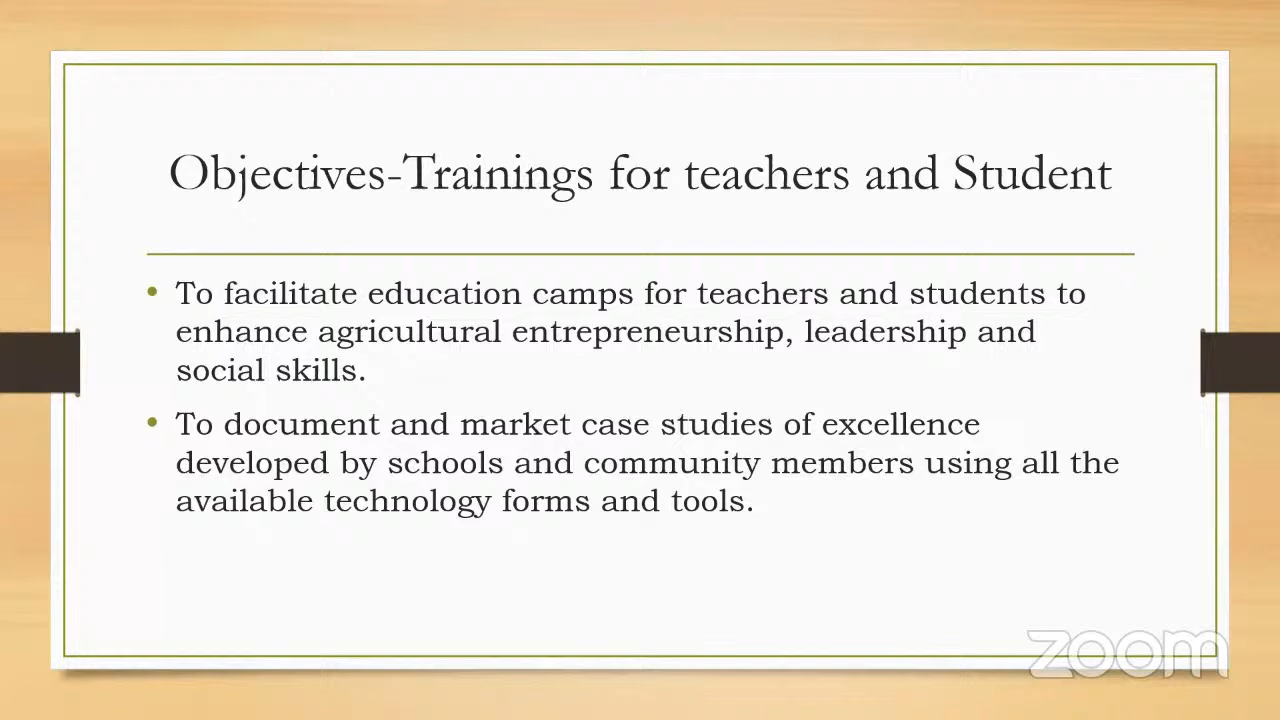 Objectives-Trainings for teachers and Student
• To facilitate education camps for teachers and students to
enhance agricultural entrepreneurship, leadership and
social skills.
• To document and market case studies of excellence
developed by schools and community members using all the
available technology forms and tools.
zoom